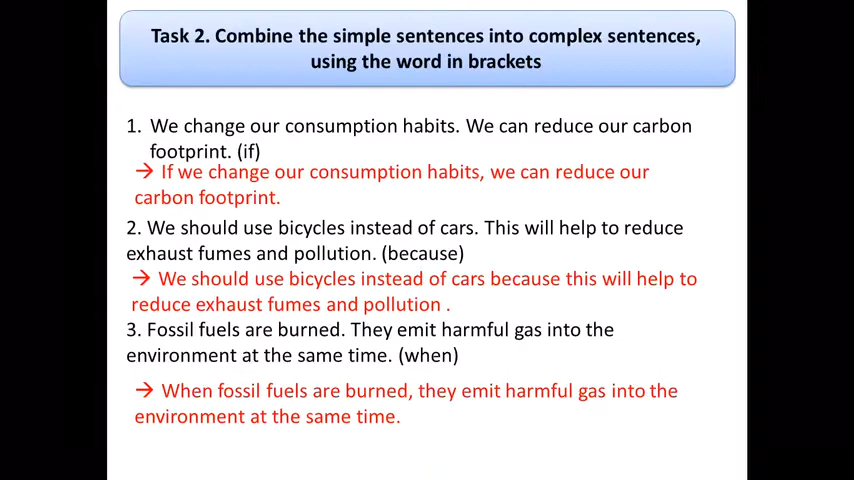 Task 2. Combine the simple sentences into complex sentences,
using the word in brackets
1. We change our consumption habits. We can reduce our carbon
footprint. (if)
→ If we change our consumption habits, we can reduce our
carbon footprint.
2. We should use bicycles instead of cars. This will help to reduce
exhaust fumes and pollution. (because)
→ We should use bicycles instead of cars because this will help to
reduce exhaust fumes and pollution .
3. Fossil fuels are burned. They emit harmful gas into the
environment at the same time. (when)
→ When fossil fuels are burned, they emit harmful gas into the
environment at the same time.